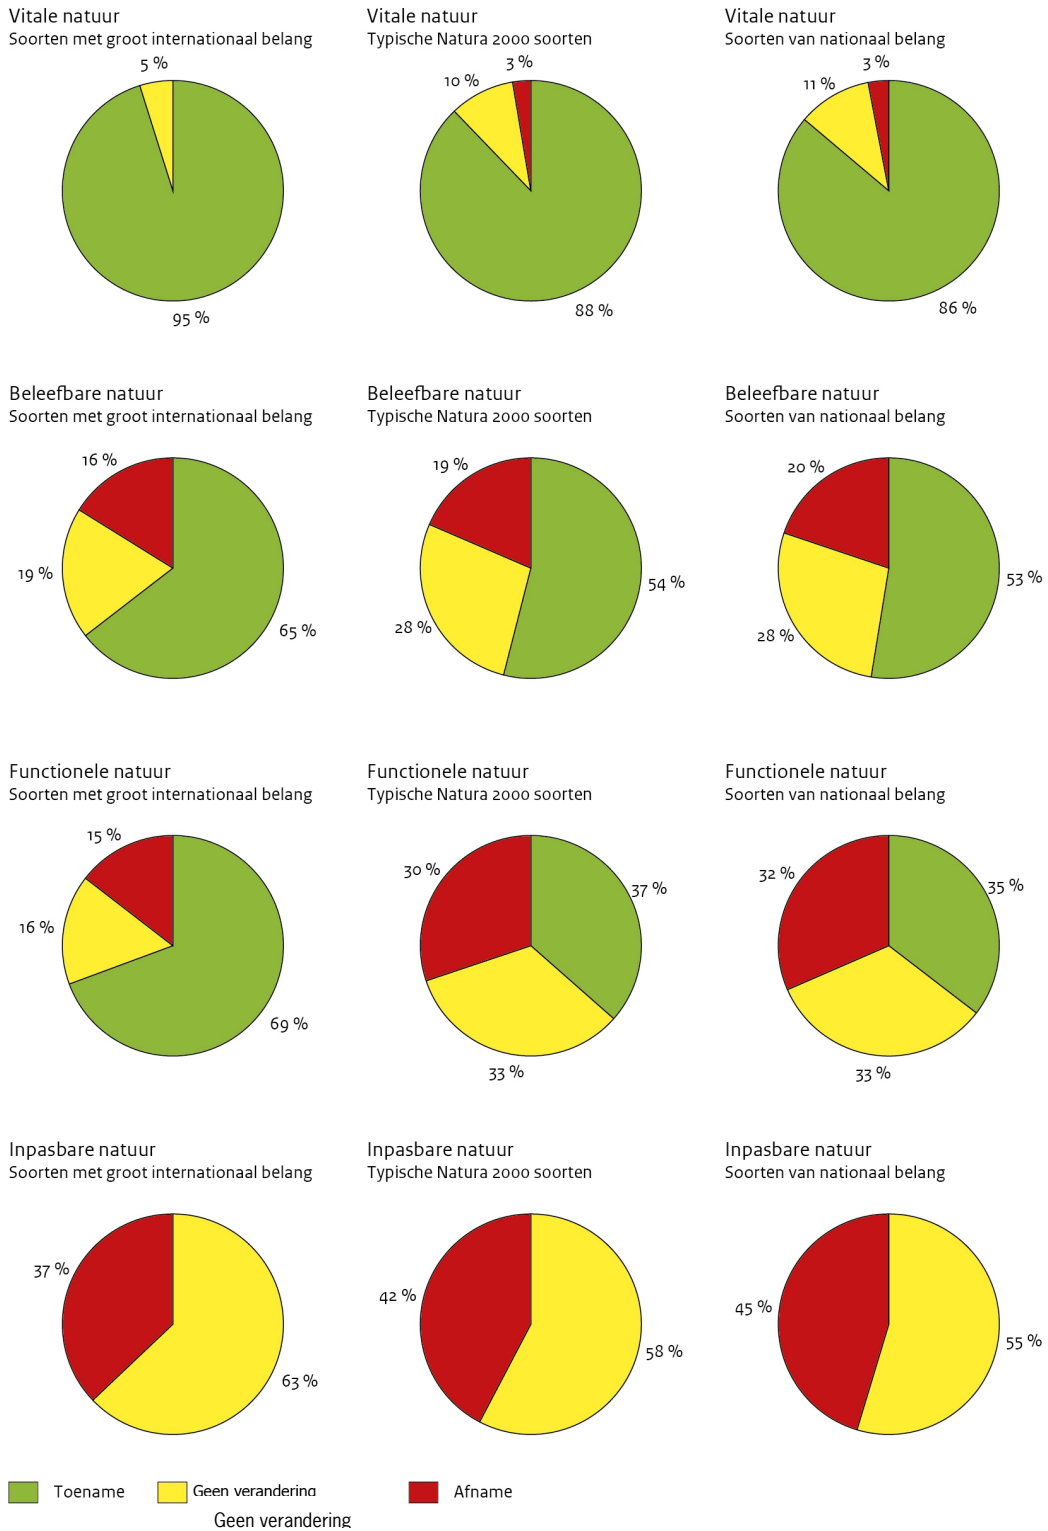 Vitale natuur
Soorten met groot internationaal belang
5 %
95 %
Vitale natuur
Typische Natura 2000 soorten
3 %
10 %
88 %
Vitale natuur
Soorten van nationaal belang
3 %
11 %
86 %
Beleefbare natuur
Soorten met groot internationaal belang
16 %
19 %
65 %
Beleefbare natuur
Typische Natura 2000 soorten
19 %
54 %
28 %
Beleefbare natuur
Soorten van nationaal belang
20 %
53 %
28 %
Functionele natuur
Soorten met groot internationaal belang
15 %
16 %
69 %
Functionele natuur
Typische Natura 2000 soorten
30 %
37 %
33 %
Functionele natuur
Soorten van nationaal belang
32 %
35 %
33 %
Inpasbare natuur
Soorten met groot internationaal belang
37 %
63 %
Inpasbare natuur
Typische Natura 2000 soorten
42 %
58 %
Inpasbare natuur
Soorten van nationaal belang
45 %
55 %
Toename
Geen verandering
Afname
Geen verandering